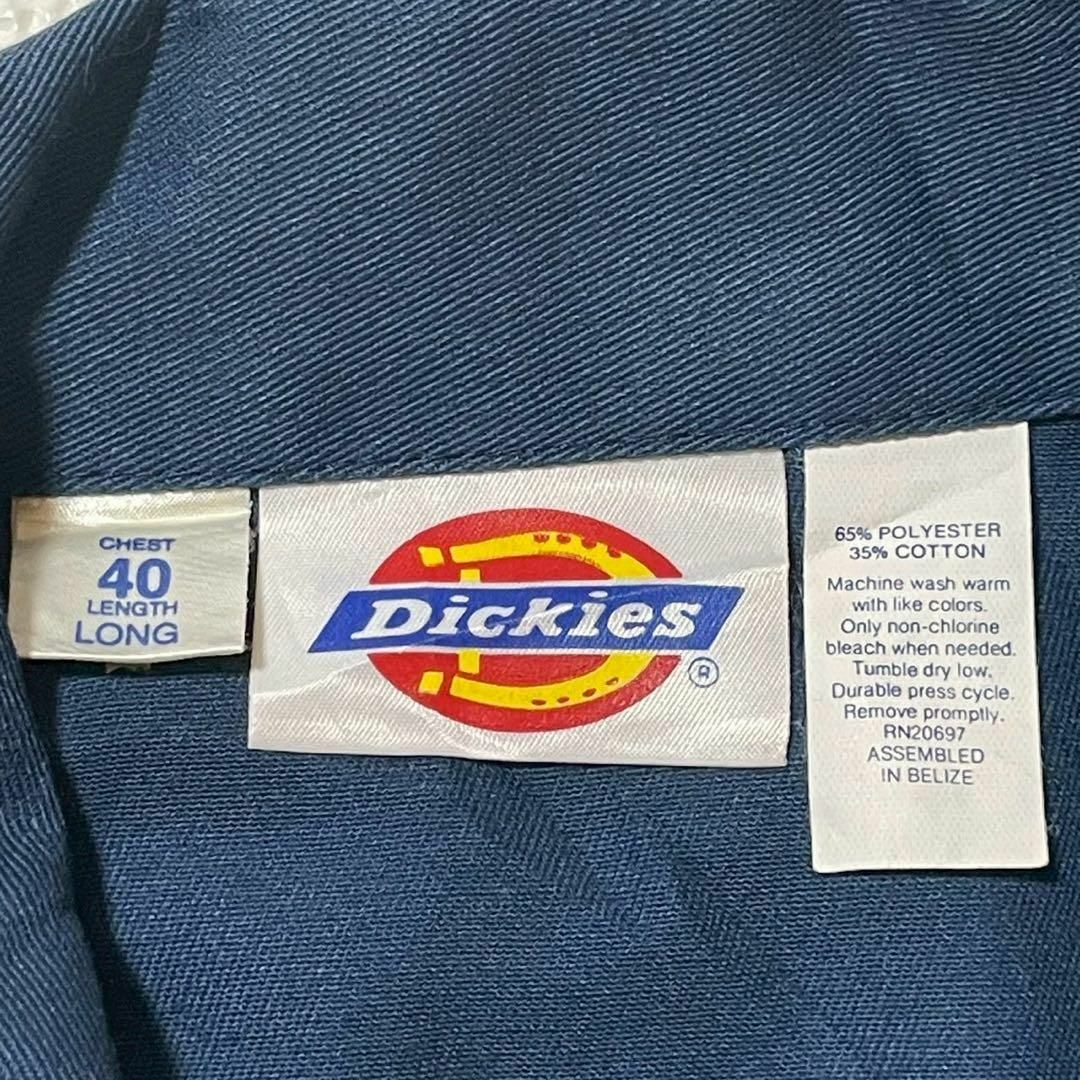 CHEST
40
LENGTH
LONG
Dickies
®
65% POLYESTER
35% COTTON
Machine wash warm
with like colors.
Only non-chlorine
bleach when needed.
Tumble dry low.
Durable press cycle.
Remove promptly.
RN20697
ASSEMBLED
IN BELIZE